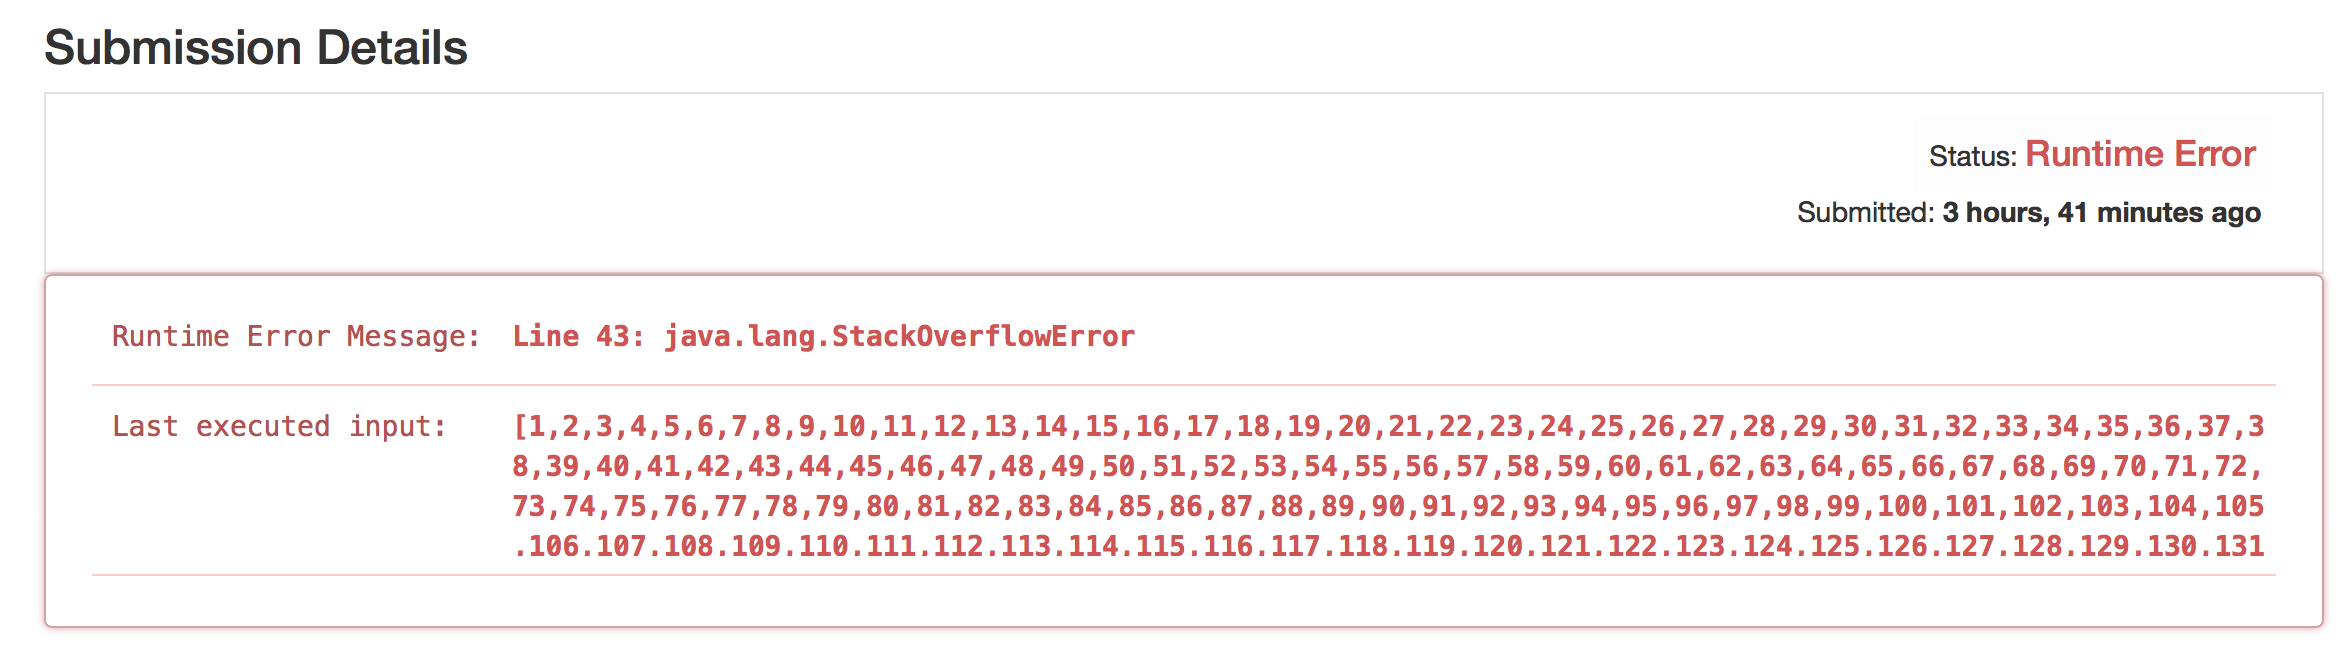 Submission Details
Status: Runtime Error
Submitted: 3 hours, 41 minutes ago
Runtime Error Message: Line 43: java.lang.StackOverflowError
Last executed input: [1,2,3,4,5,6,7,8,9,10,11,12,13,14,15,16,17,18,19,20,21,22,23,24,25,26,27,28,29,30,31,32,33,34,35,36,37,3
8,39,40,41,42,43,44,45,46,47,48,49,50,51,52,53,54,55,56,57,58,59,60,61,62,63,64,65,66,67,68,69,70,71,72,
73,74,75,76,77,78,79,80,81,82,83,84,85,86,87,88,89,90,91,92,93,94,95,96,97,98,99,100,101,102,103,104,105
,106,107,108,109,110,111,112,113,114,115,116,117,118,119,120,121,122,123,124,125,126,127,128,129,130,131